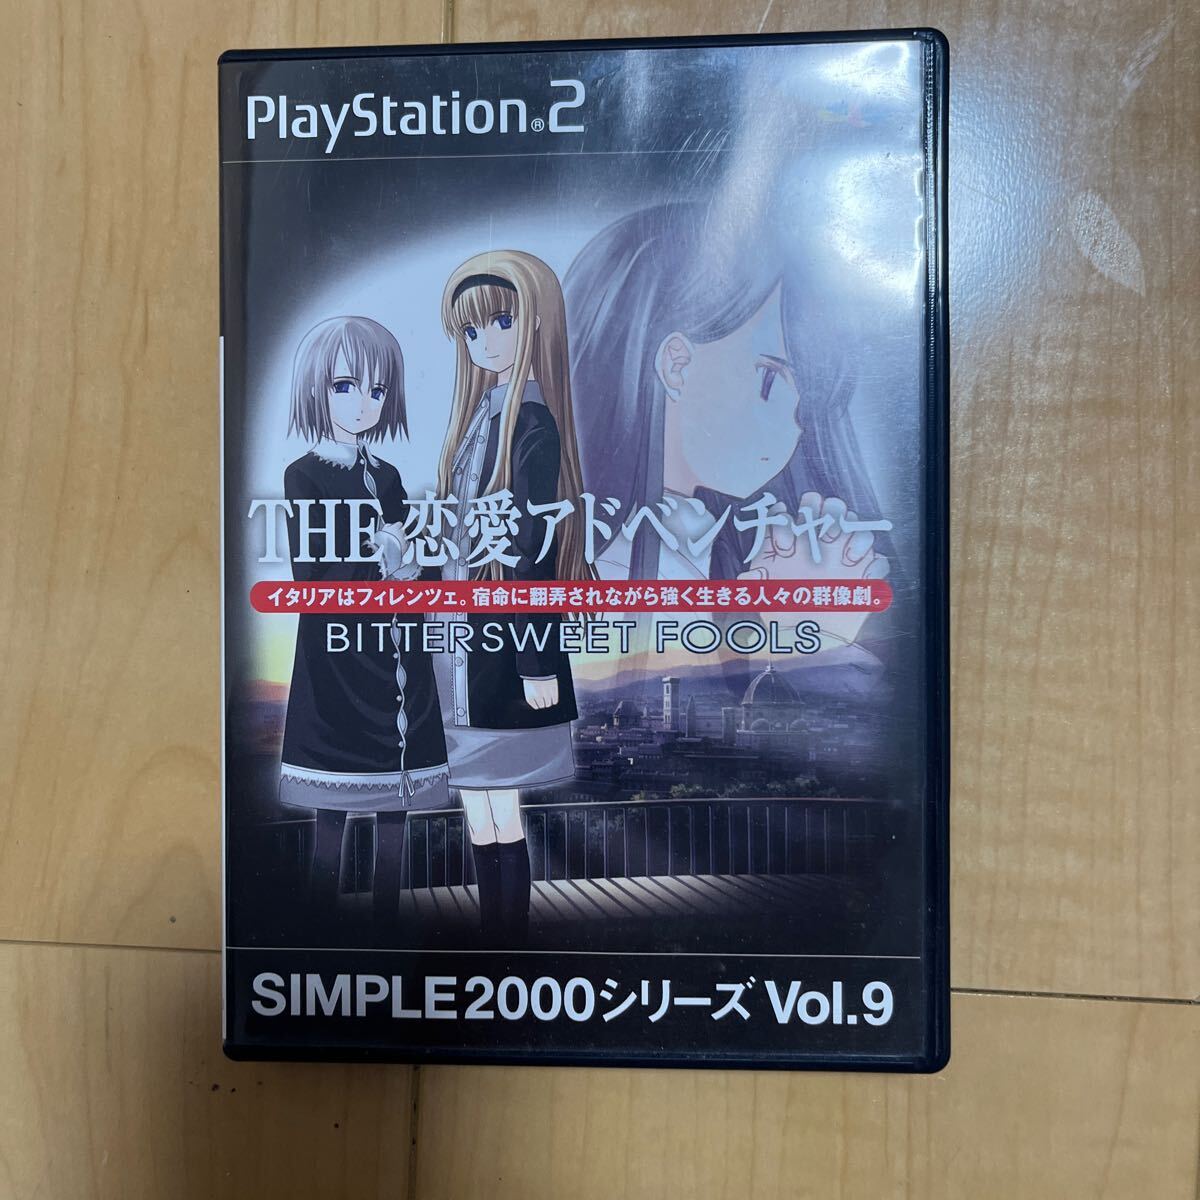 PlayStation®2
THE 恋愛アドベンチャー
イタリアはフィレンツェ。宿命に翻弄されながら強く生きる人々の群像劇。
BITTERSWEET FOOLS
SIMPLE2000シリーズ Vol.9